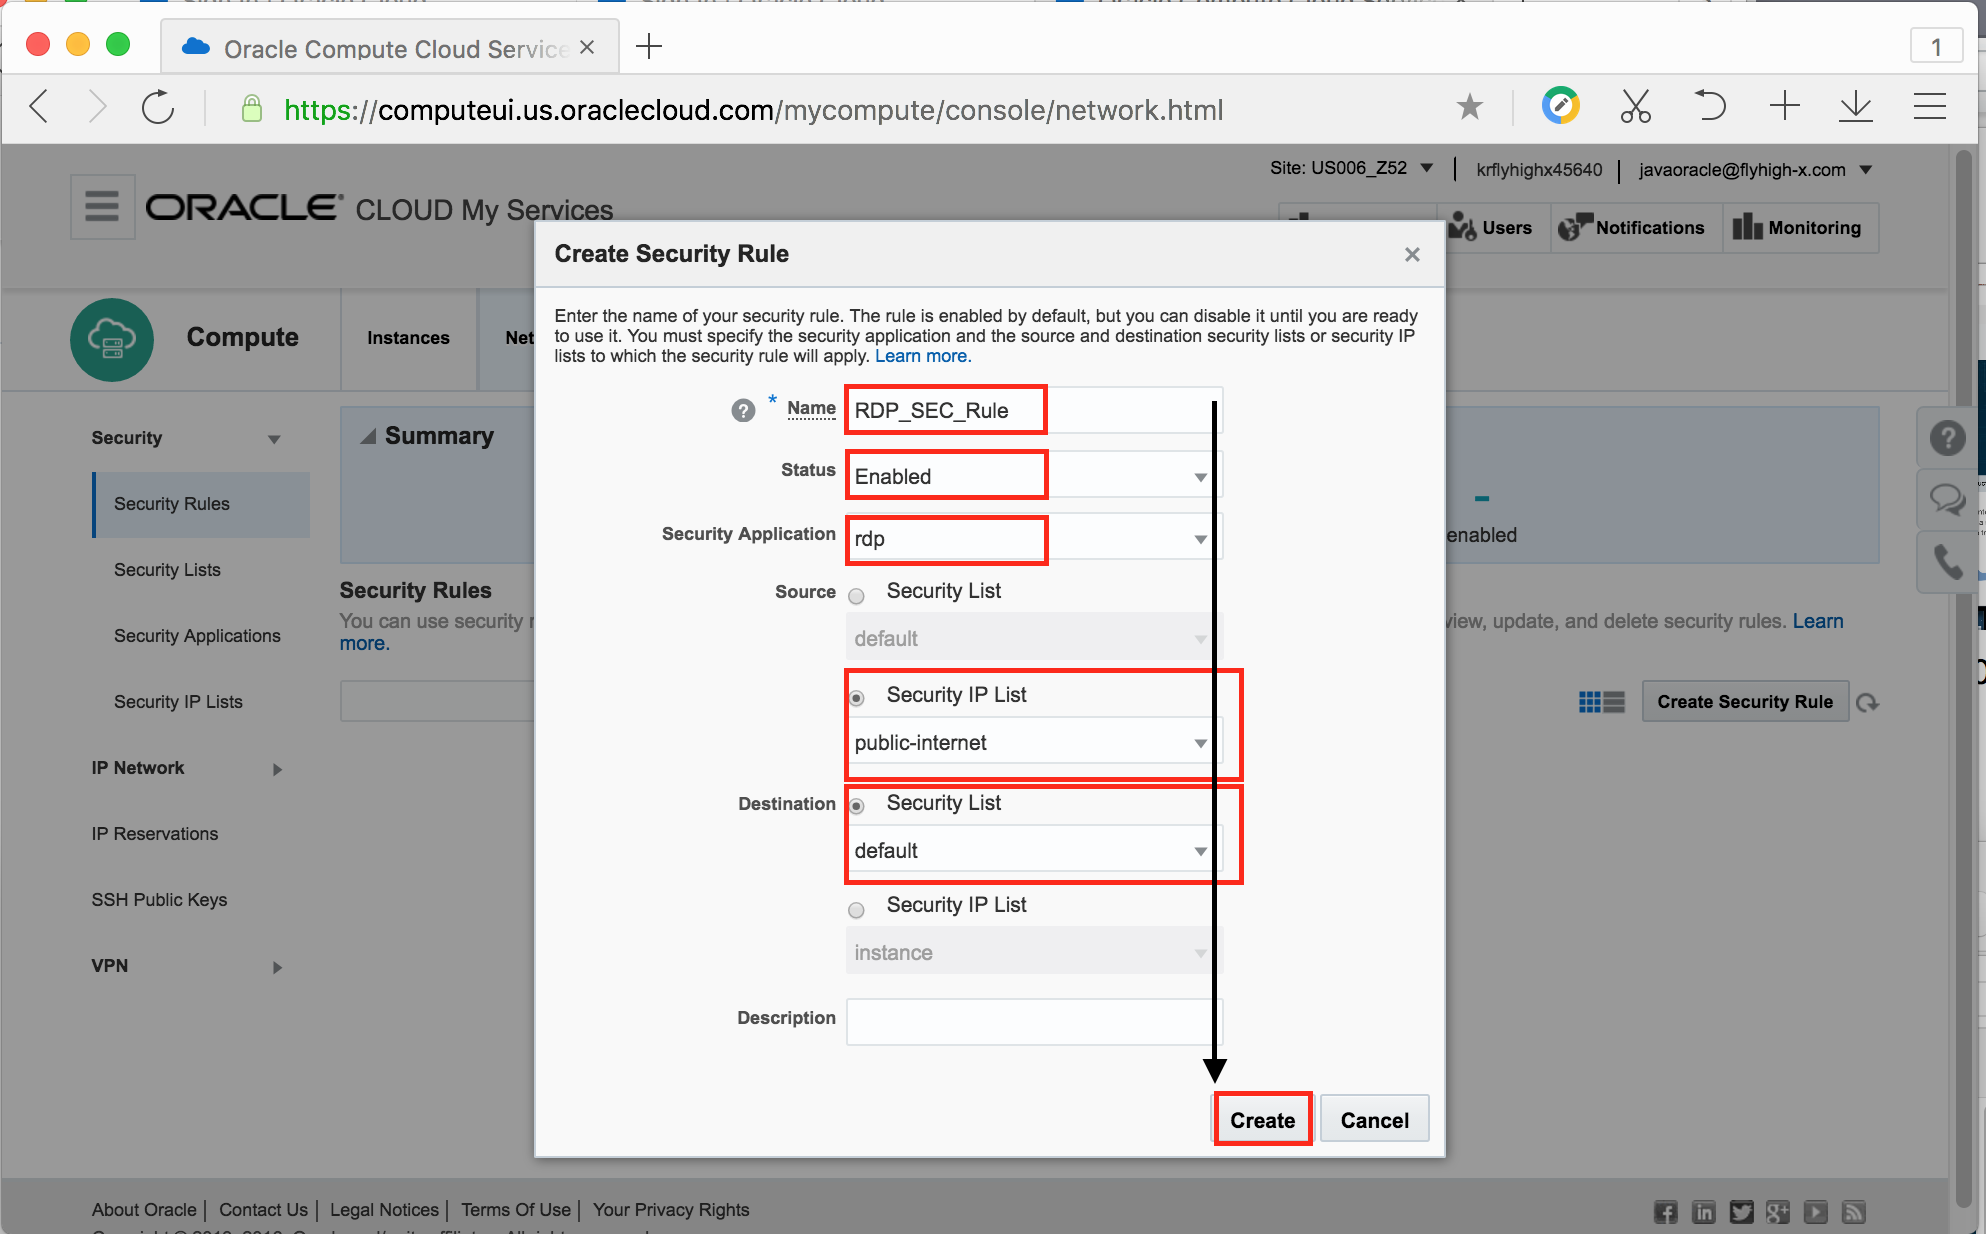 Oracle Compute Cloud Service
1
https://computeui.us.oraclecloud.com/mycompute/console/network.html
Site: US006_Z52
krflyhighx45640
javaoracle@flyhigh-x.com
ORACLE CLOUD My Services
Users
Notifications
Monitoring
Compute
Instances
Net
Create Security Rule
Enter the name of your security rule. The rule is enabled by default, but you can disable it until you are ready
to use it. You must specify the security application and the source and destination security lists or security IP
lists to which the security rule will apply. Learn more.
* Name RDP_SEC_Rule
Status Enabled
Security Application rdp
Source Security List
default
Security IP List
public-internet
Destination Security List
default
Security IP List
instance
Description
Create Cancel
Security
Security Rules
Security Lists
Security Applications
Security IP Lists
IP Network
IP Reservations
SSH Public Keys
VPN
Summary
-
enabled
Security Rules
You can use security
view, update, and delete security rules. Learn
more.
Create Security Rule
About Oracle | Contact Us | Legal Notices | Terms Of Use | Your Privacy Rights